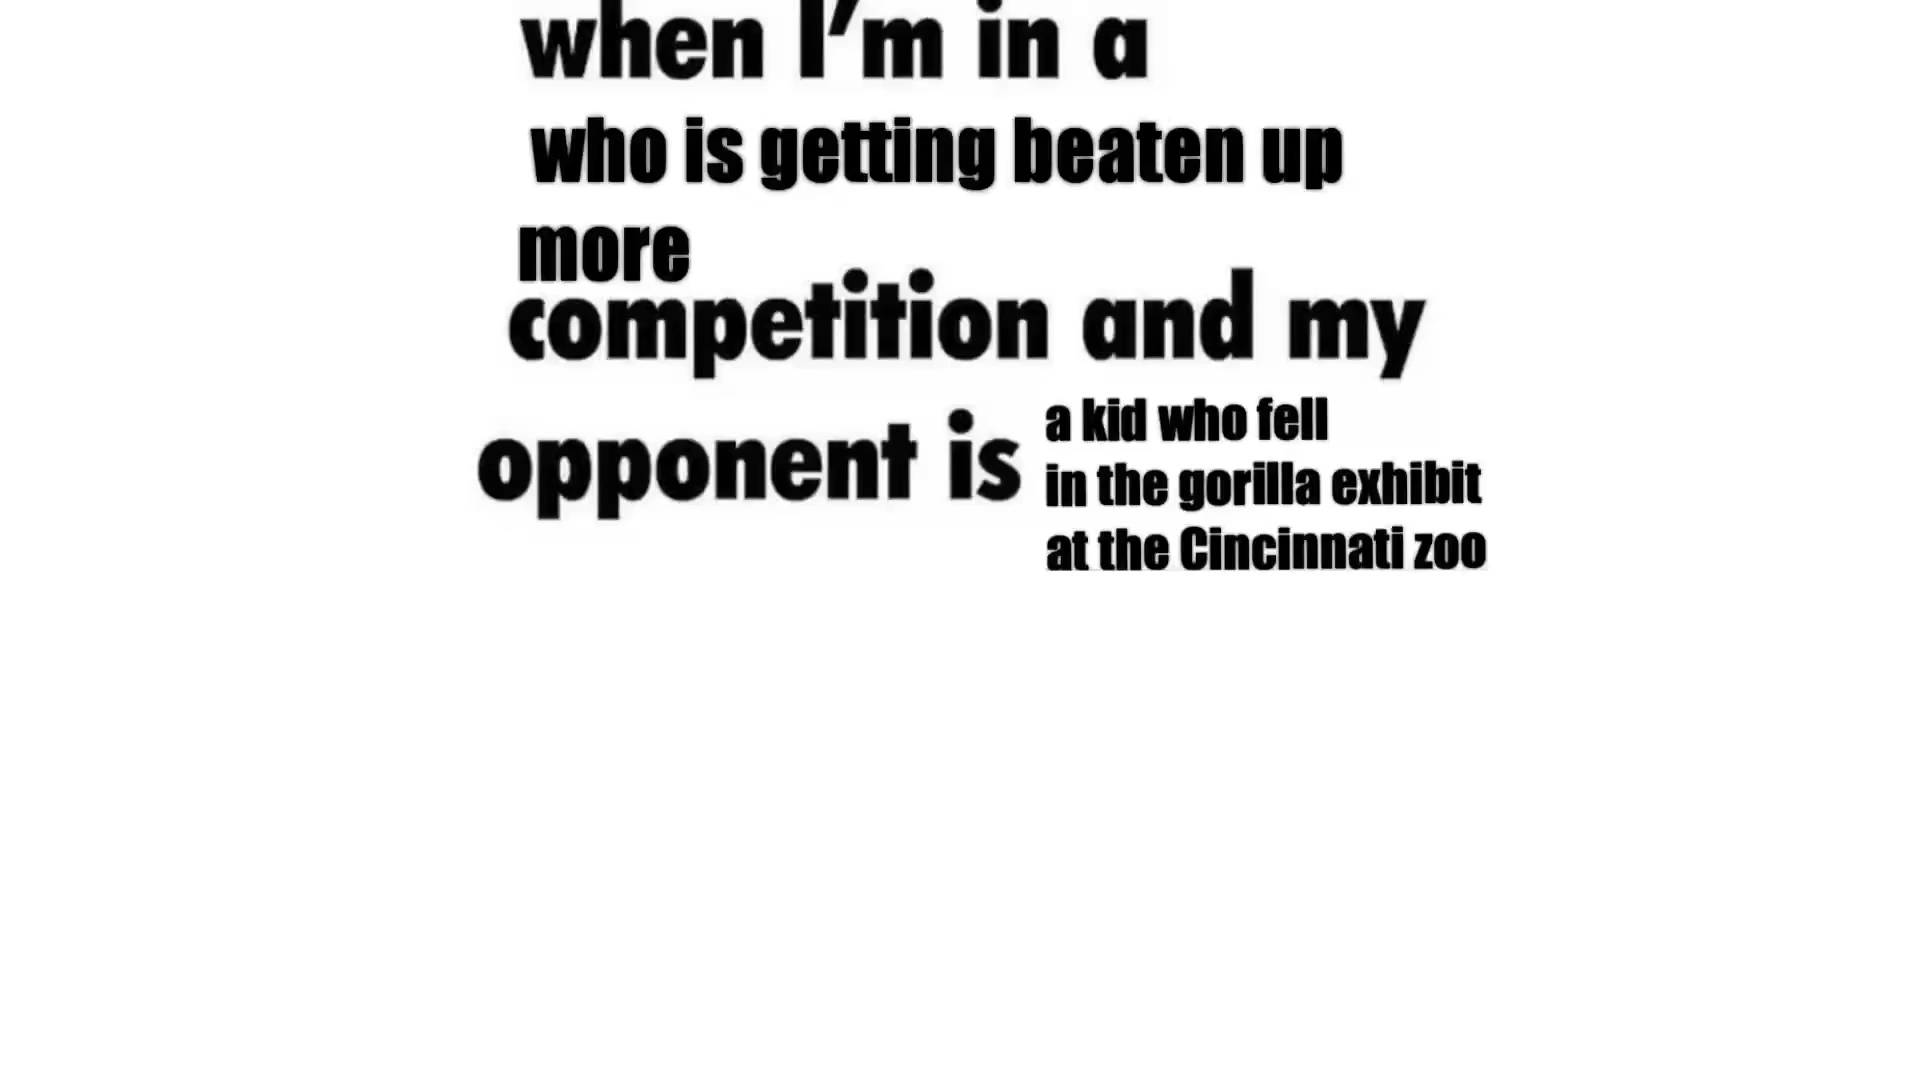 when I'm in a
who is getting beaten up
more
competition and my
opponent is
a kid who fell
in the gorilla exhibit
at the Cincinnati zoo